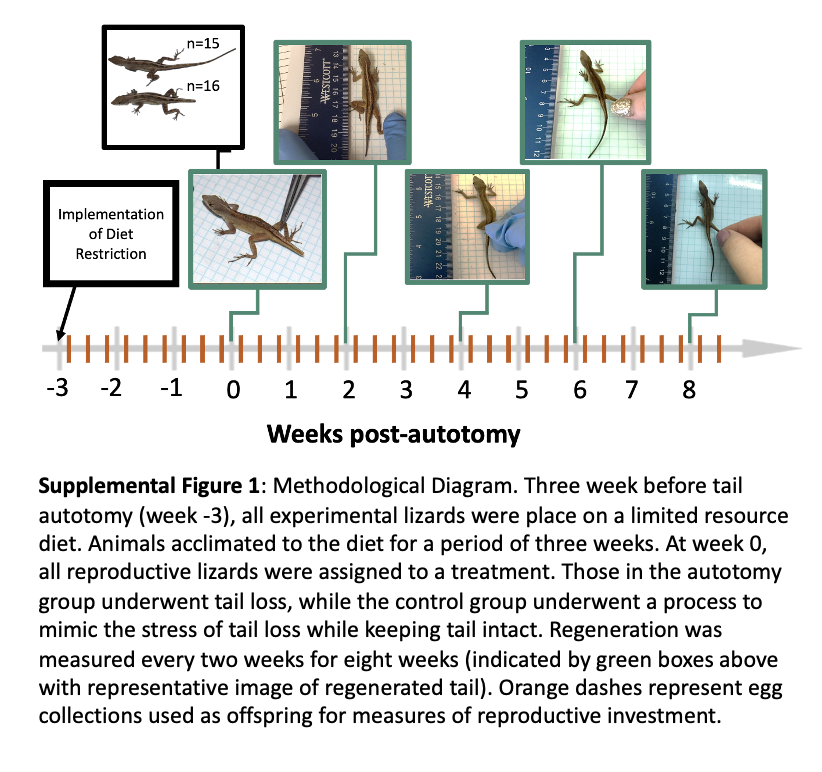 n=15
n=16
Implementation
of Diet
Restriction
WESTCOTT
WESTCOTT
-3 -2 -1 0 1 2 3 4 5 6 7 8
Weeks post-autotomy
Supplemental Figure 1: Methodological Diagram. Three week before tail
autotomy (week -3), all experimental lizards were place on a limited resource
diet. Animals acclimated to the diet for a period of three weeks. At week 0,
all reproductive lizards were assigned to a treatment. Those in the autotomy
group underwent tail loss, while the control group underwent a process to
mimic the stress of tail loss while keeping tail intact. Regeneration was
measured every two weeks for eight weeks (indicated by green boxes above
with representative image of regenerated tail). Orange dashes represent egg
collections used as offspring for measures of reproductive investment.